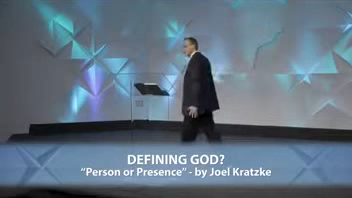 DEFINING GOD?
“Person or Presence” - by Joel Kratzke